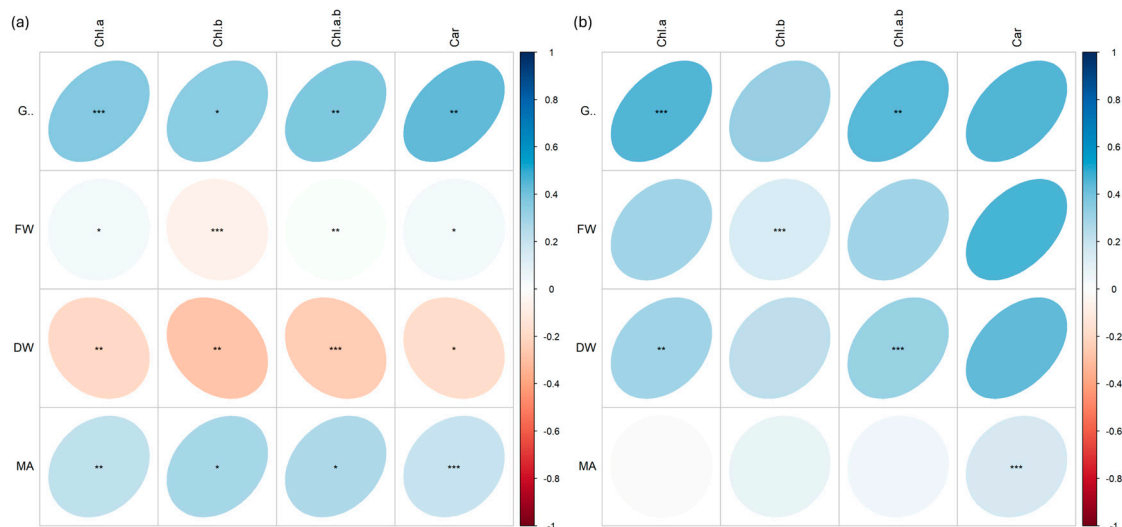 (a)
Chl.a Chl.b Chl.a.b Car
G.. *** * ** **
FW * *** ** *
DW ** ** *** *
MA ** * * ***
1
0.8
0.6
0.4
0.2
0
-0.2
-0.4
-0.6
-0.8
-1
(b)
Chl.a Chl.b Chl.a.b Car
G.. *** **
FW ***
DW ** ***
MA ***
1
0.8
0.6
0.4
0.2
0
-0.2
-0.4
-0.6
-0.8
-1